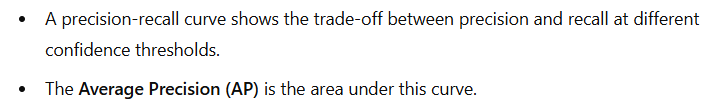 • A precision-recall curve shows the trade-off between precision and recall at different
confidence thresholds.
• The Average Precision (AP) is the area under this curve.